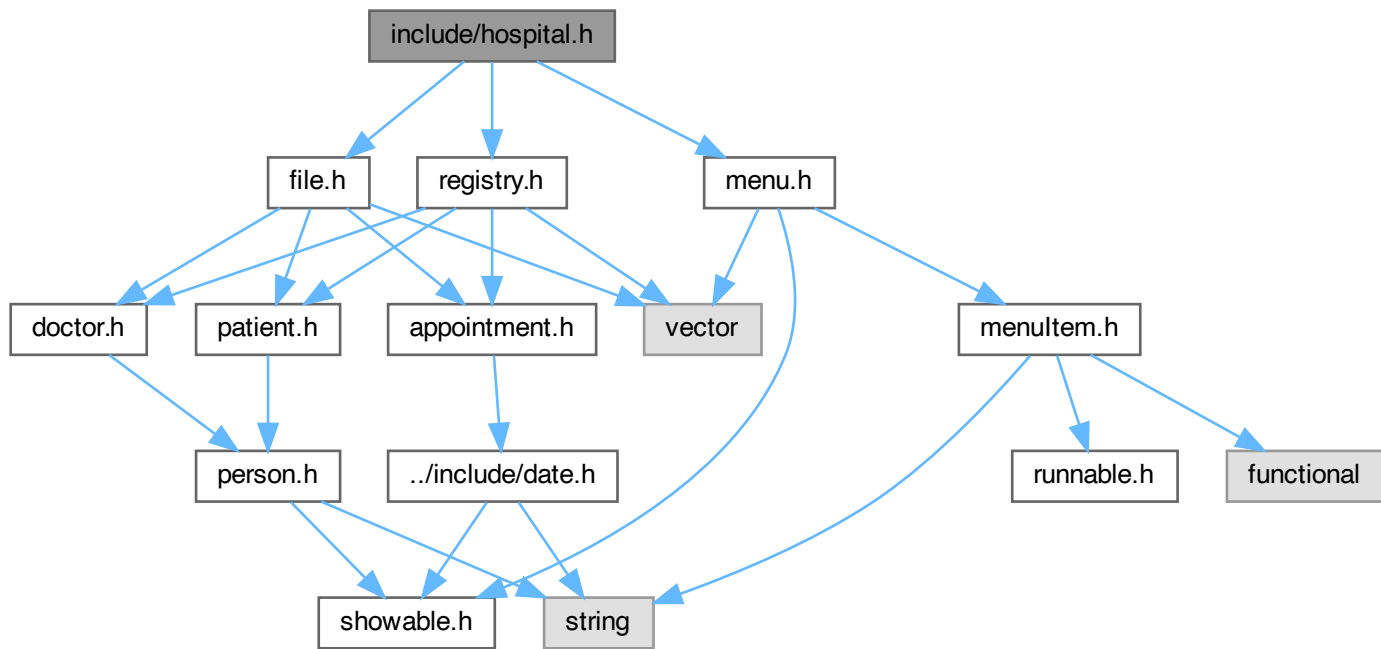 include/hospital.h
file.h
registry.h
menu.h
doctor.h
patient.h
appointment.h
vector
menuItem.h
person.h
../include/date.h
runnable.h
functional
showable.h
string